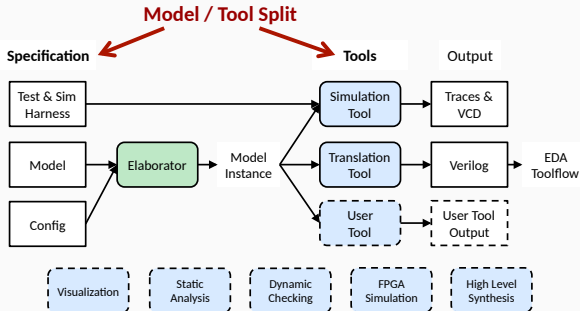 Model / Tool Split
Specification
Tools
Output
Test & Sim
Harness
Simulation
Tool
Traces &
VCD
Model
Elaborator
Model
Instance
Translation
Tool
Verilog
EDA
Toolflow
Config
User
Tool
User Tool
Output
Visualization
Static
Analysis
Dynamic
Checking
FPGA
Simulation
High Level
Synthesis